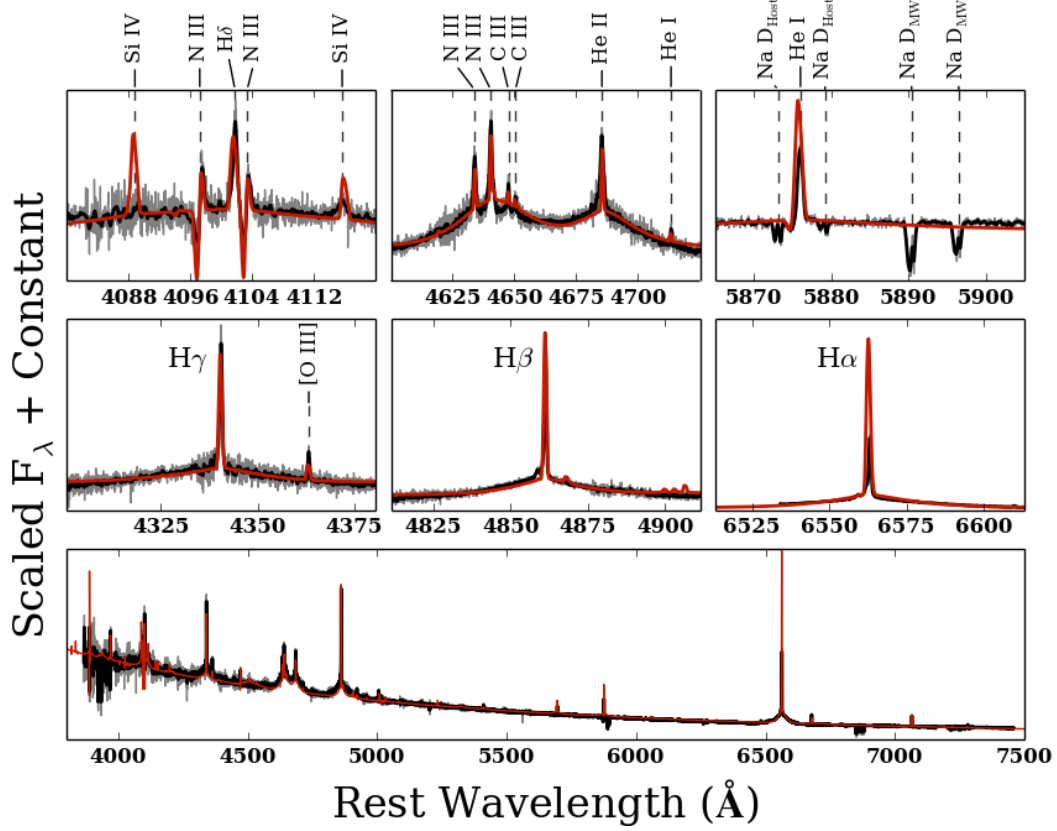 Si IV
N III
Hδ
N III
Si IV
N III
N III
C III
C III
He II
He I
Na D_Host
He I
Na D_Host
Na D_MW
Na D_MW
4088 4096 4104 4112
4625 4650 4675 4700
5870 5880 5890 5900
Hγ
[O III]
Hβ
Hα
4325 4350 4375
4825 4850 4875 4900
6525 6550 6575 6600
4000 4500 5000 5500 6000 6500 7000 7500
Scaled F_λ + Constant
Rest Wavelength (Å)